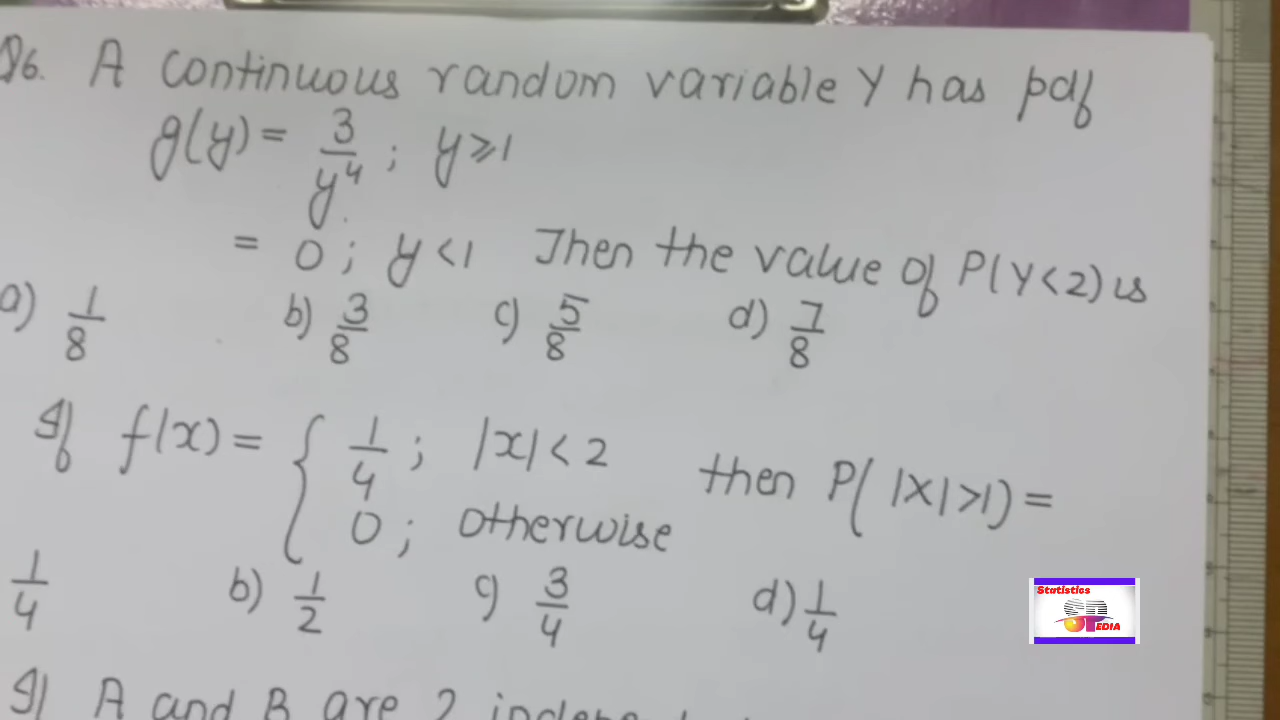 Q6. A continuous random variable Y has pdf
g(y) = 3/y⁴ ; y ≥ 1
= 0 ; y < 1 Then the value of P(Y < 2) is
a) 1/8 b) 3/8 c) 5/8 d) 7/8
If f(x) = { 1/4 ; |x| < 2 then P( |X| > 1) =
0 ; otherwise
1/4 b) 1/2 c) 3/4 d) 1/4
If A and B are 2
Statistics
PEDIA